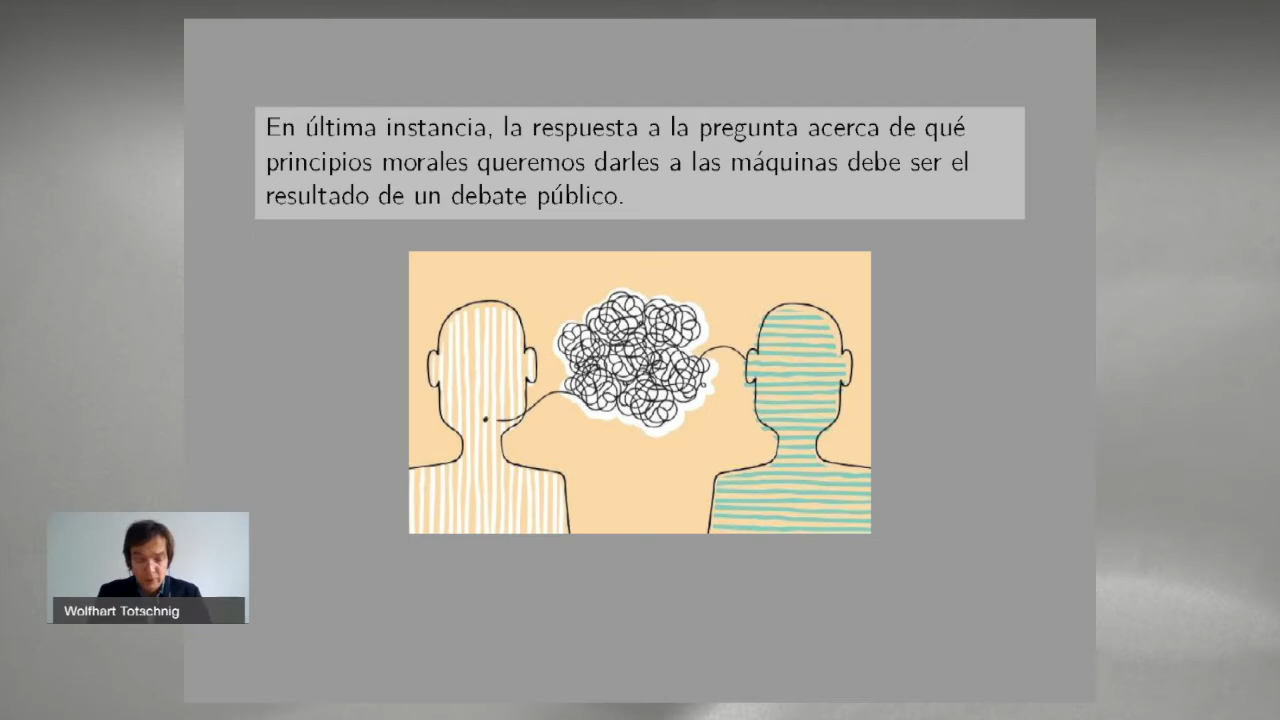 En última instancia, la respuesta a la pregunta acerca de qué
principios morales queremos darles a las máquinas debe ser el
resultado de un debate público.
Wolfhart Totschnig